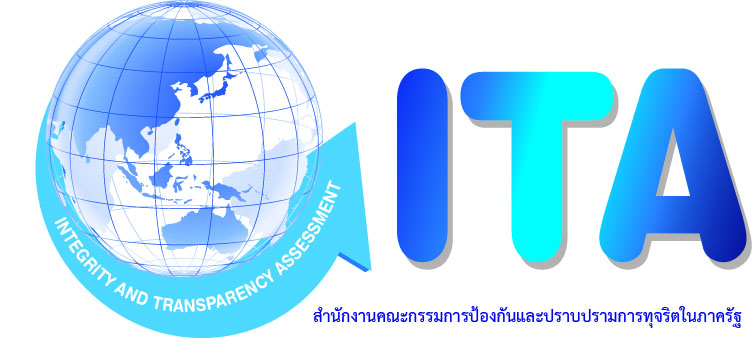 ITA
INTEGRITY AND TRANSPARENCY ASSESSMENT
สำนักงานคณะกรรมการป้องกันและปราบปรามการทุจริตในภาครัฐ